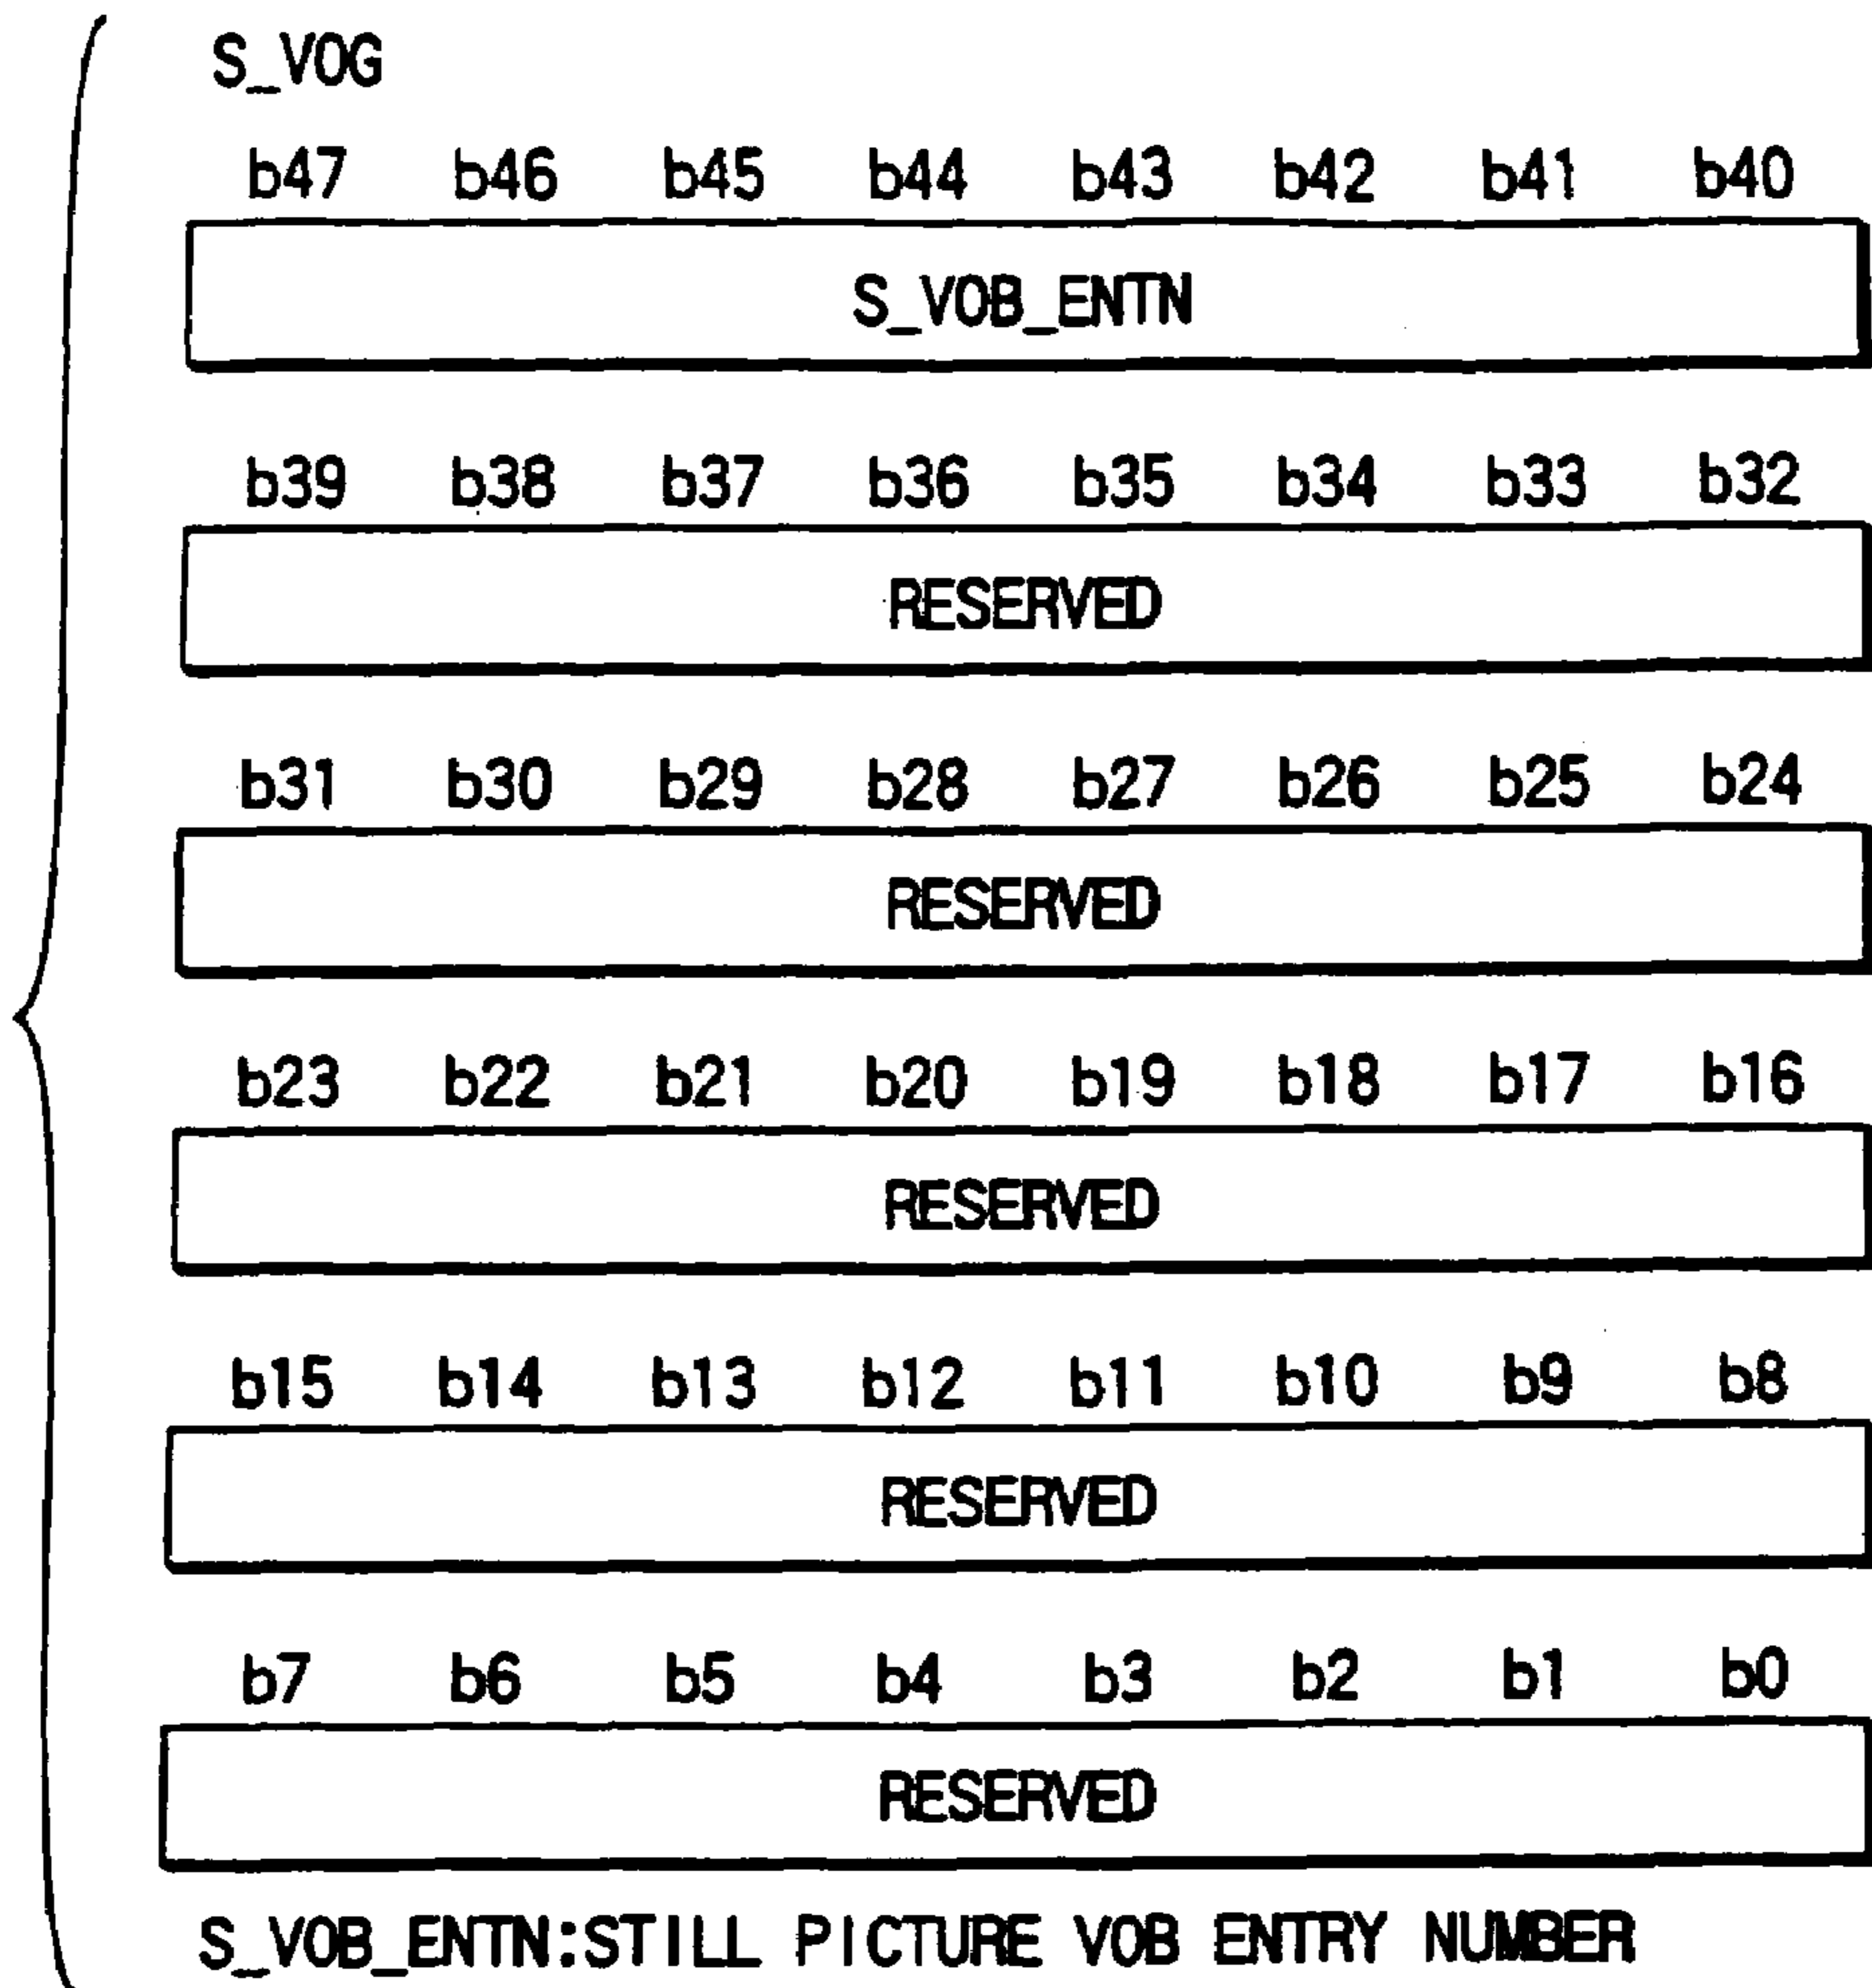 S_VOG
b47 b46 b45 b44 b43 b42 b41 b40
S_VOB_ENTN
b39 b38 b37 b36 b35 b34 b33 b32
RESERVED
b31 b30 b29 b28 b27 b26 b25 b24
RESERVED
b23 b22 b21 b20 b19 b18 b17 b16
RESERVED
b15 b14 b13 b12 b11 b10 b9 b8
RESERVED
b7 b6 b5 b4 b3 b2 b1 b0
RESERVED
S_VOB_ENTN:STILL PICTURE VOB ENTRY NUMBER